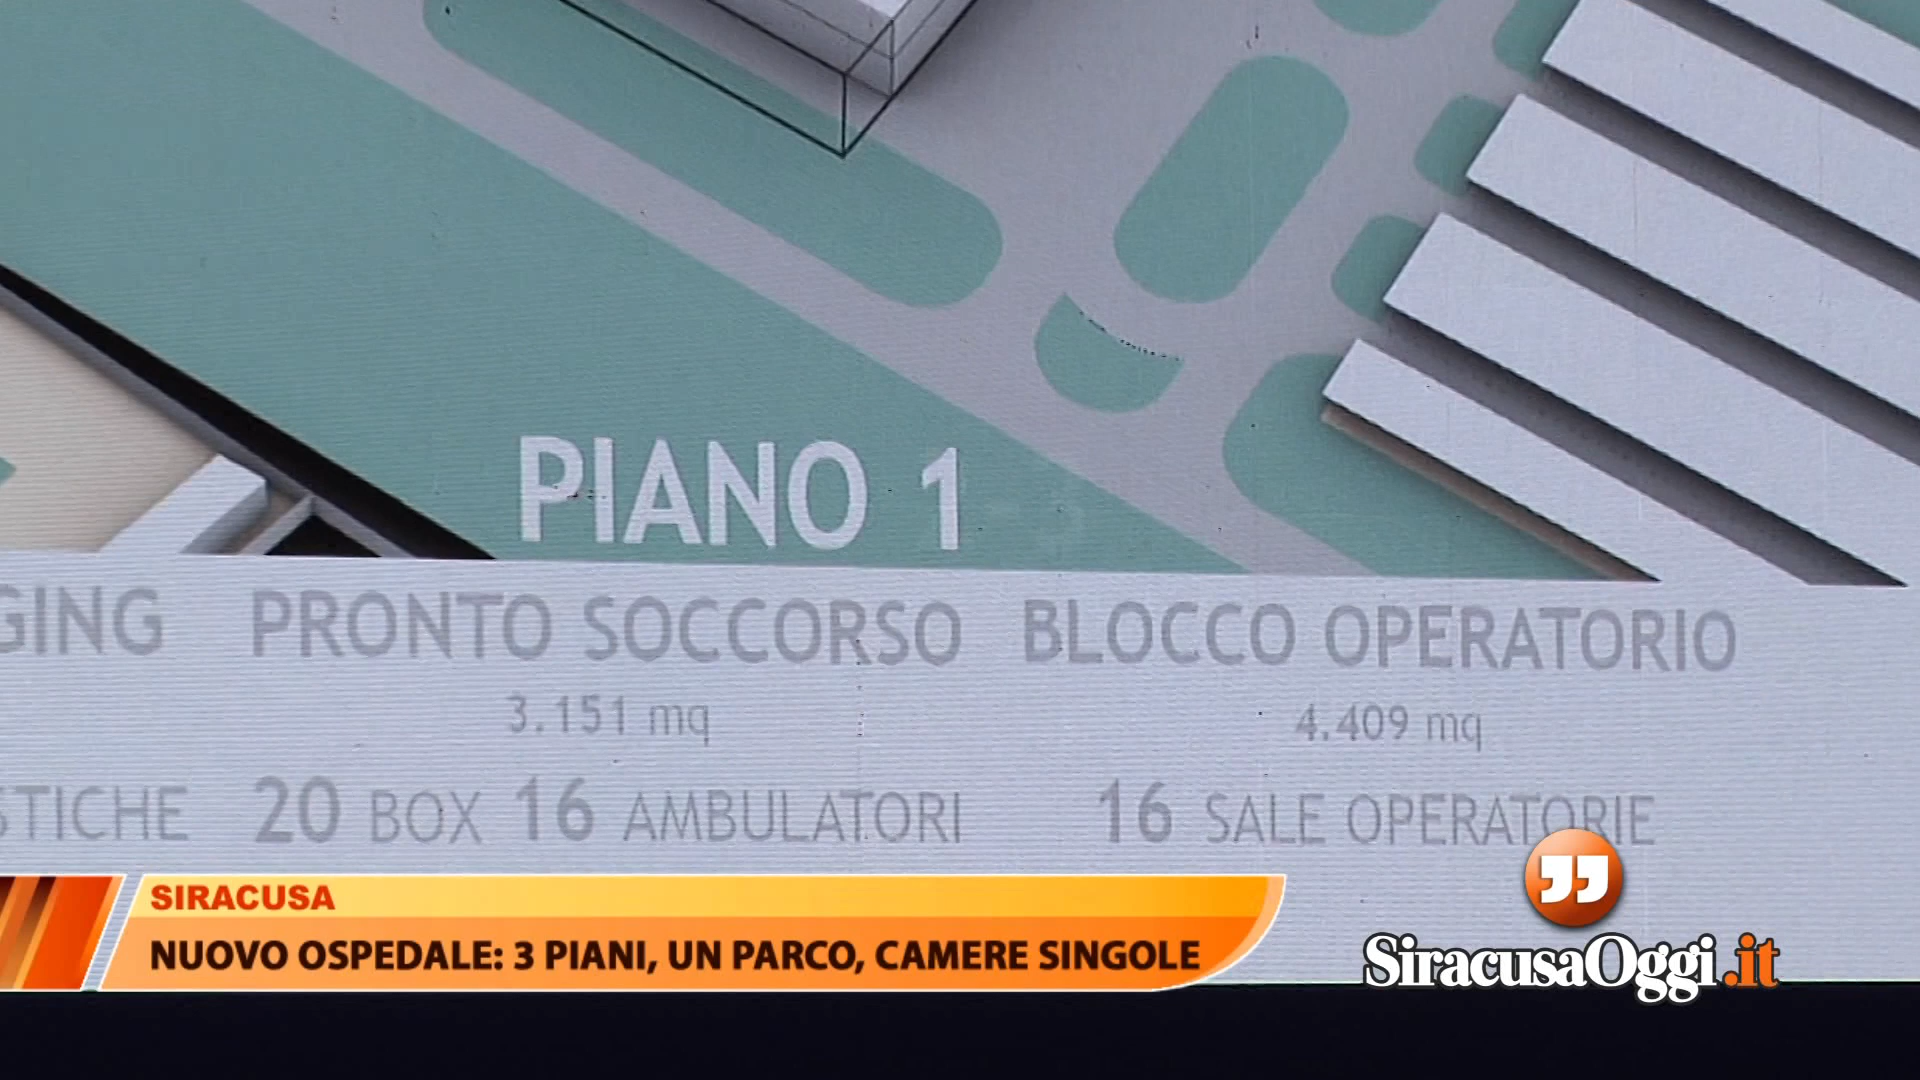 PIANO 1
GING PRONTO SOCCORSO BLOCCO OPERATORIO
3.151 mq 4.409 mq
STICHE 20 BOX 16 AMBULATORI 16 SALE OPERATORIE
SIRACUSA
NUOVO OSPEDALE: 3 PIANI, UN PARCO, CAMERE SINGOLE
SiracusaOggi.it